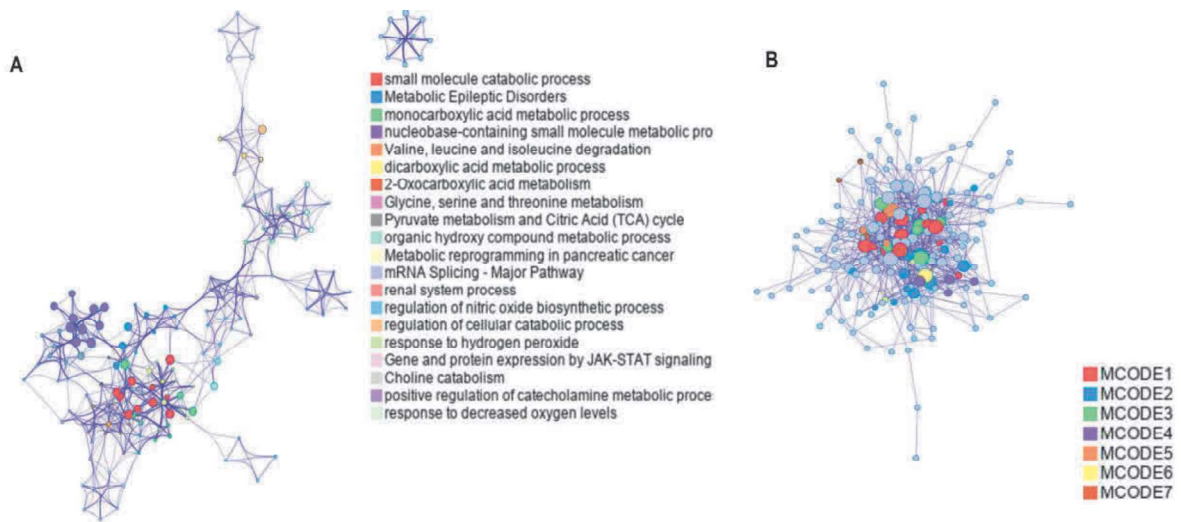 A
small molecule catabolic process
Metabolic Epileptic Disorders
monocarboxylic acid metabolic process
nucleobase-containing small molecule metabolic pro
Valine, leucine and isoleucine degradation
dicarboxylic acid metabolic process
2-Oxocarboxylic acid metabolism
Glycine, serine and threonine metabolism
Pyruvate metabolism and Citric Acid (TCA) cycle
organic hydroxy compound metabolic process
Metabolic reprogramming in pancreatic cancer
mRNA Splicing - Major Pathway
renal system process
regulation of nitric oxide biosynthetic process
regulation of cellular catabolic process
response to hydrogen peroxide
Gene and protein expression by JAK-STAT signaling
Choline catabolism
positive regulation of catecholamine metabolic proce
response to decreased oxygen levels
B
MCODE1
MCODE2
MCODE3
MCODE4
MCODE5
MCODE6
MCODE7